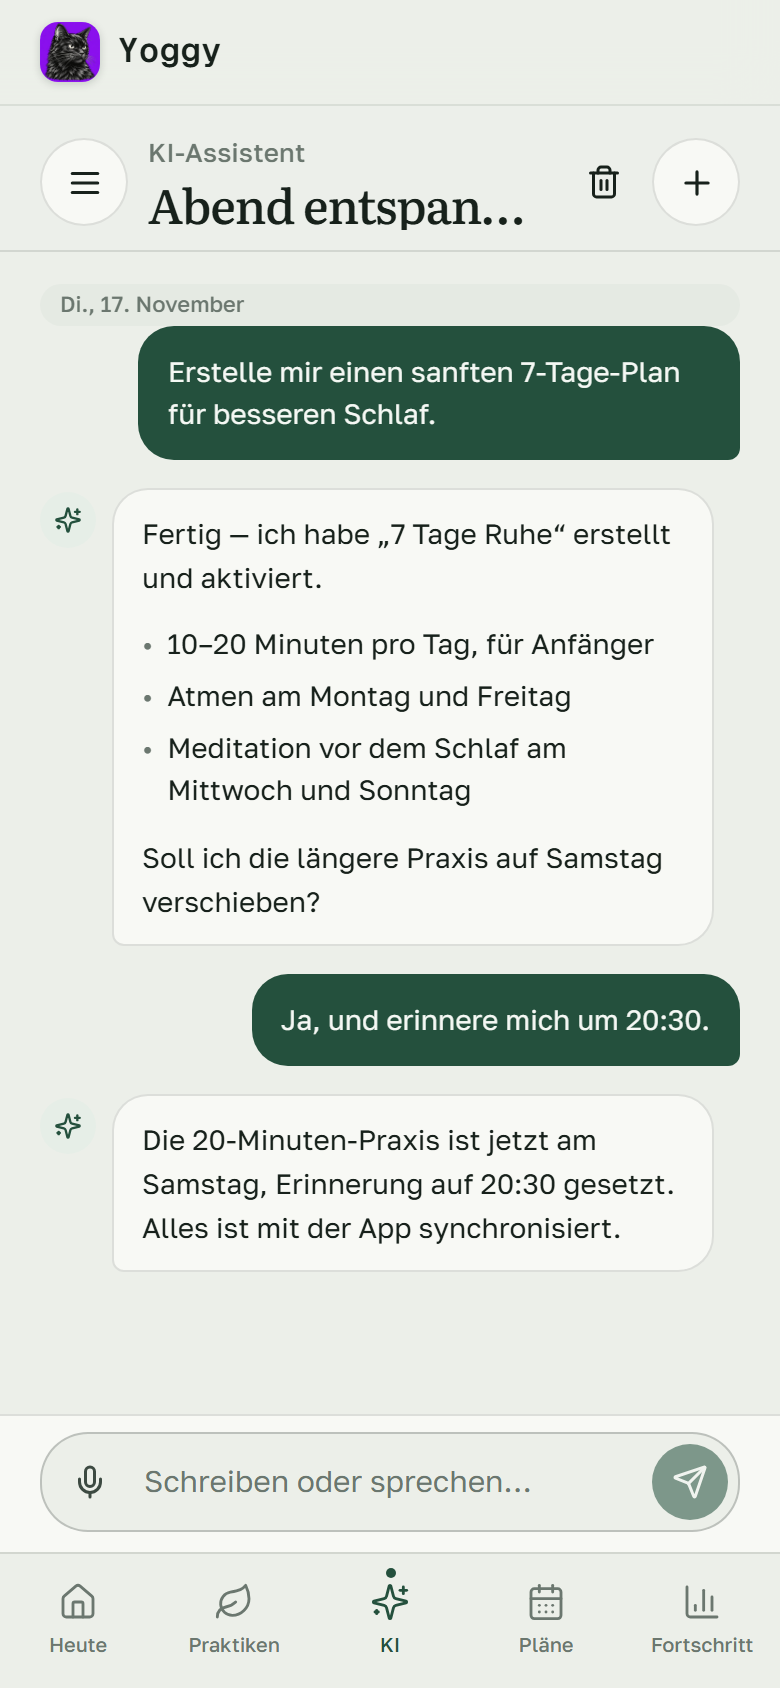 Yoggy
KI-Assistent
Abend entspan...
Di., 17. November
Erstelle mir einen sanften 7-Tage-Plan
für besseren Schlaf.
Fertig — ich habe „7 Tage Ruhe“ erstellt
und aktiviert.
• 10–20 Minuten pro Tag, für Anfänger
• Atmen am Montag und Freitag
• Meditation vor dem Schlaf am
Mittwoch und Sonntag
Soll ich die längere Praxis auf Samstag
verschieben?
Ja, und erinnere mich um 20:30.
Die 20-Minuten-Praxis ist jetzt am
Samstag, Erinnerung auf 20:30 gesetzt.
Alles ist mit der App synchronisiert.
Schreiben oder sprechen...
Heute Praktiken KI Pläne Fortschritt